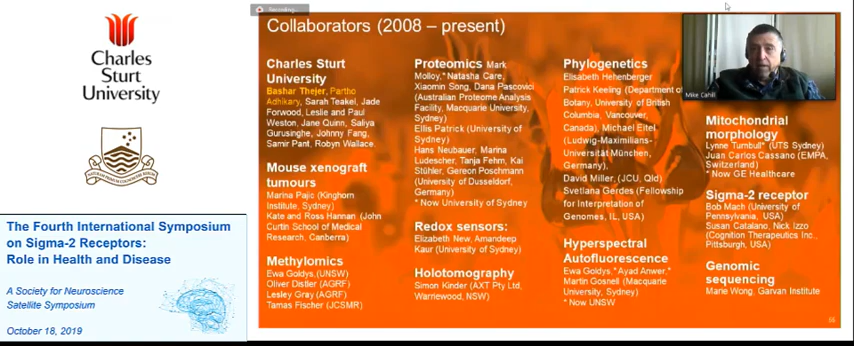 Charles
Sturt
University
The Fourth International Symposium
on Sigma-2 Receptors:
Role in Health and Disease
A Society for Neuroscience
Satellite Symposium
October 18, 2019
Recording...
Collaborators (2008 – present)
Charles Sturt
University
Bashar Thejer, Partho
Adhikary, Sarah Teakel, Jade
Forwood, Leslie and Paul
Weston, Jane Quinn, Saliya
Gurusinghe, Johnny Fang,
Samir Pant, Robyn Wallace.
Mouse xenograft
tumours
Marina Pajic (Kinghorn
Institute, Sydney)
Kate and Ross Hannan (John
Curtin School of Medical
Research, Canberra)
Methylomics
Ewa Goldys,(UNSW)
Oliver Distler (AGRF)
Lesley Gray (AGRF)
Tamas Fischer (JCSMR)
Proteomics Mark
Molloy,* Natasha Care,
Xiaomin Song, Dana Pascovici
(Australian Proteome Analysis
Facility, Macquarie University,
Sydney)
Ellis Patrick (University of
Sydney)
Hans Neubauer, Marina
Ludescher, Tanja Fehm, Kai
Stühler, Gereon Poschmann
(University of Dusseldorf,
Germany)
* Now University of Sydney
Redox sensors:
Elizabeth New, Amandeep
Kaur (University of Sydney)
Holotomography
Simon Kinder (AXT Pty Ltd,
Warriewood, NSW)
Phylogenetics
Elisabeth Hehenberger
Patrick Keeling (Department of
Botany, University of British
Columbia, Vancouver,
Canada), Michael Eitel
(Ludwig-Maximilians-
Universität München,
Germany),
David Miller, (JCU, Qld)
Svetlana Gerdes (Fellowship
for Interpretation of
Genomes, IL, USA)
Hyperspectral
Autofluorescence
Ewa Goldys,* Ayad Anwer,*
Martin Gosnell (Macquarie
University, Sydney)
* Now UNSW
Mike Cahill
Mitochondrial
morphology
Lynne Turnbull* (UTS Sydney)
Juan Carlos Cassano (EMPA,
Switzerland)
* Now GE Healthcare
Sigma-2 receptor
Bob Mach (University of
Pennsylvania, USA)
Susan Catalano, Nick Izzo
(Cognition Therapeutics Inc.,
Pittsburgh, USA)
Genomic
sequencing
Marie Wong, Garvan Institute